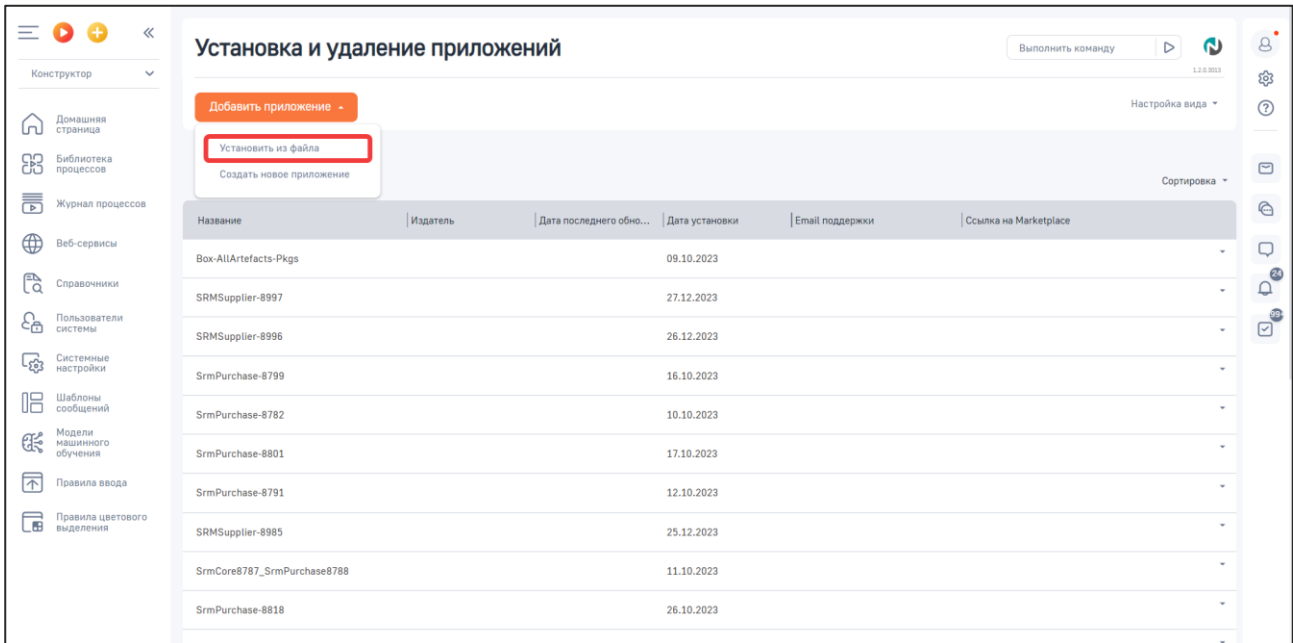 Установка и удаление приложений
Выполнить команду
1.2.0.3013
Конструктор
Добавить приложение
Настройка вида
Установить из файла
Создать новое приложение
Сортировка
Домашняя
страница
Библиотека
процессов
Журнал процессов
Веб-сервисы
Справочники
Пользователи
системы
Системные
настройки
Шаблоны
сообщений
Модели
машинного
обучения
Правила ввода
Правила цветового
выделения
Название Издатель Дата последнего обно... Дата установки Email поддержки Ссылка на Marketplace
Box-AllArtefacts-Pkgs 09.10.2023
SRMSupplier-8997 27.12.2023
SRMSupplier-8996 26.12.2023
SrmPurchase-8799 16.10.2023
SrmPurchase-8782 10.10.2023
SrmPurchase-8801 17.10.2023
SrmPurchase-8791 12.10.2023
SRMSupplier-8985 25.12.2023
SrmCore8787_SrmPurchase8788 11.10.2023
SrmPurchase-8818 26.10.2023
24
99+